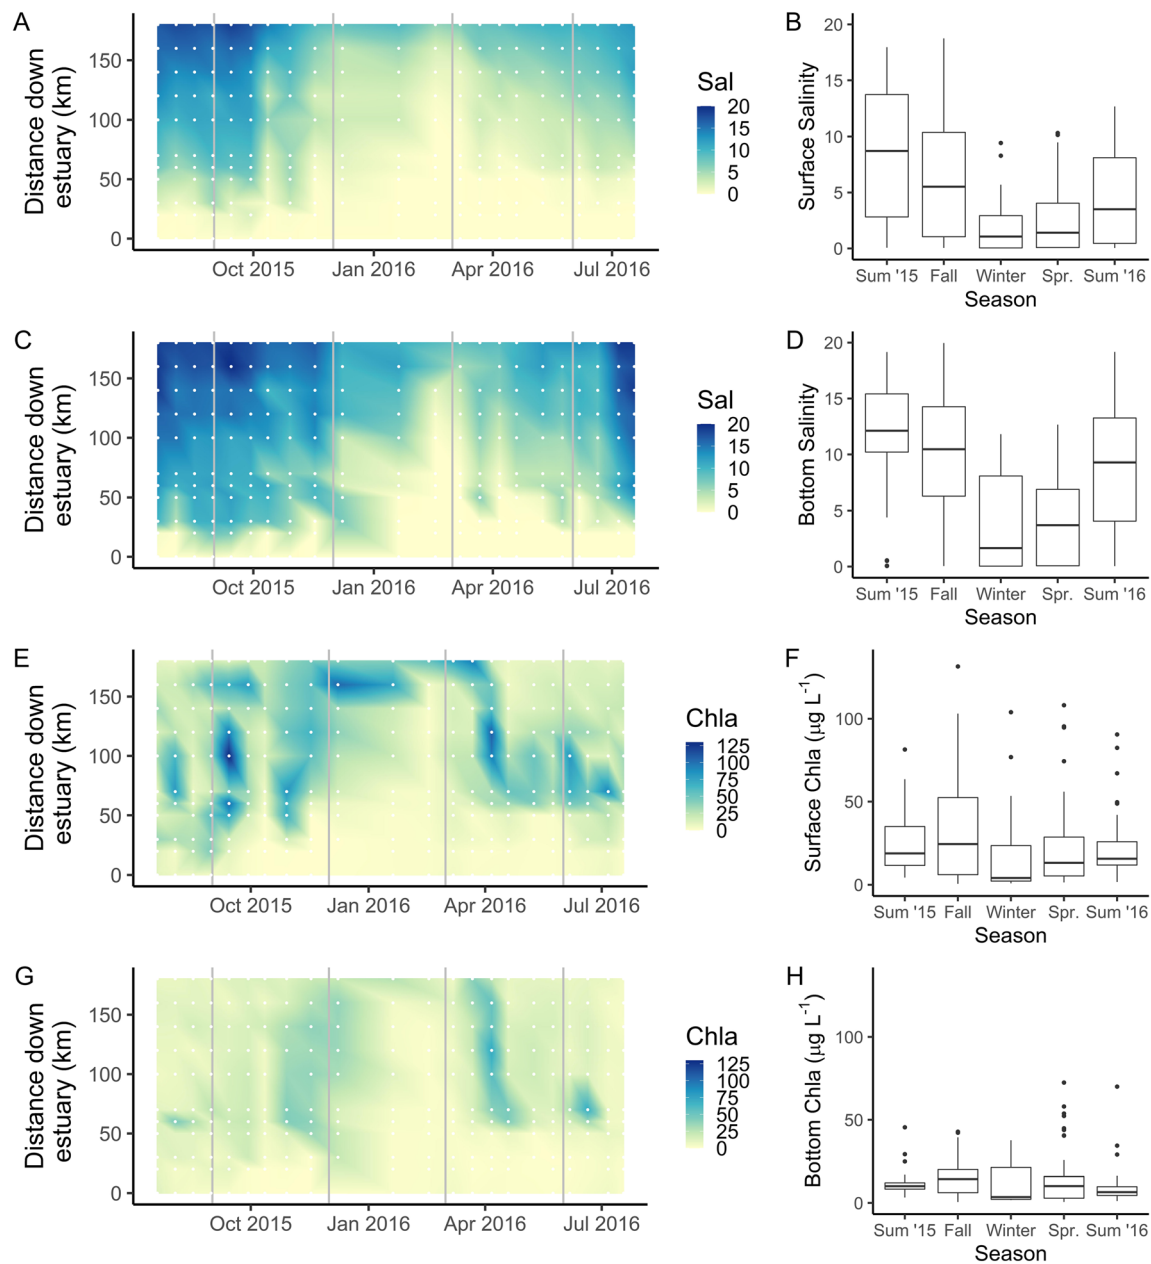 A
Distance down
estuary (km)
150
100
50
0
Oct 2015 Jan 2016 Apr 2016 Jul 2016
Sal
20
15
10
5
0
B
Surface Salinity
20
15
10
5
0
Sum '15 Fall Winter Spr. Sum '16
Season
C
Distance down
estuary (km)
150
100
50
0
Oct 2015 Jan 2016 Apr 2016 Jul 2016
Sal
20
15
10
5
0
D
Bottom Salinity
20
15
10
5
0
Sum '15 Fall Winter Spr. Sum '16
Season
E
Distance down
estuary (km)
150
100
50
0
Oct 2015 Jan 2016 Apr 2016 Jul 2016
Chla
125
100
75
50
25
0
F
Surface Chla (μg L⁻¹)
100
50
0
Sum '15 Fall Winter Spr. Sum '16
Season
G
Distance down
estuary (km)
150
100
50
0
Oct 2015 Jan 2016 Apr 2016 Jul 2016
Chla
125
100
75
50
25
0
H
Bottom Chla (μg L⁻¹)
100
50
0
Sum '15 Fall Winter Spr. Sum '16
Season